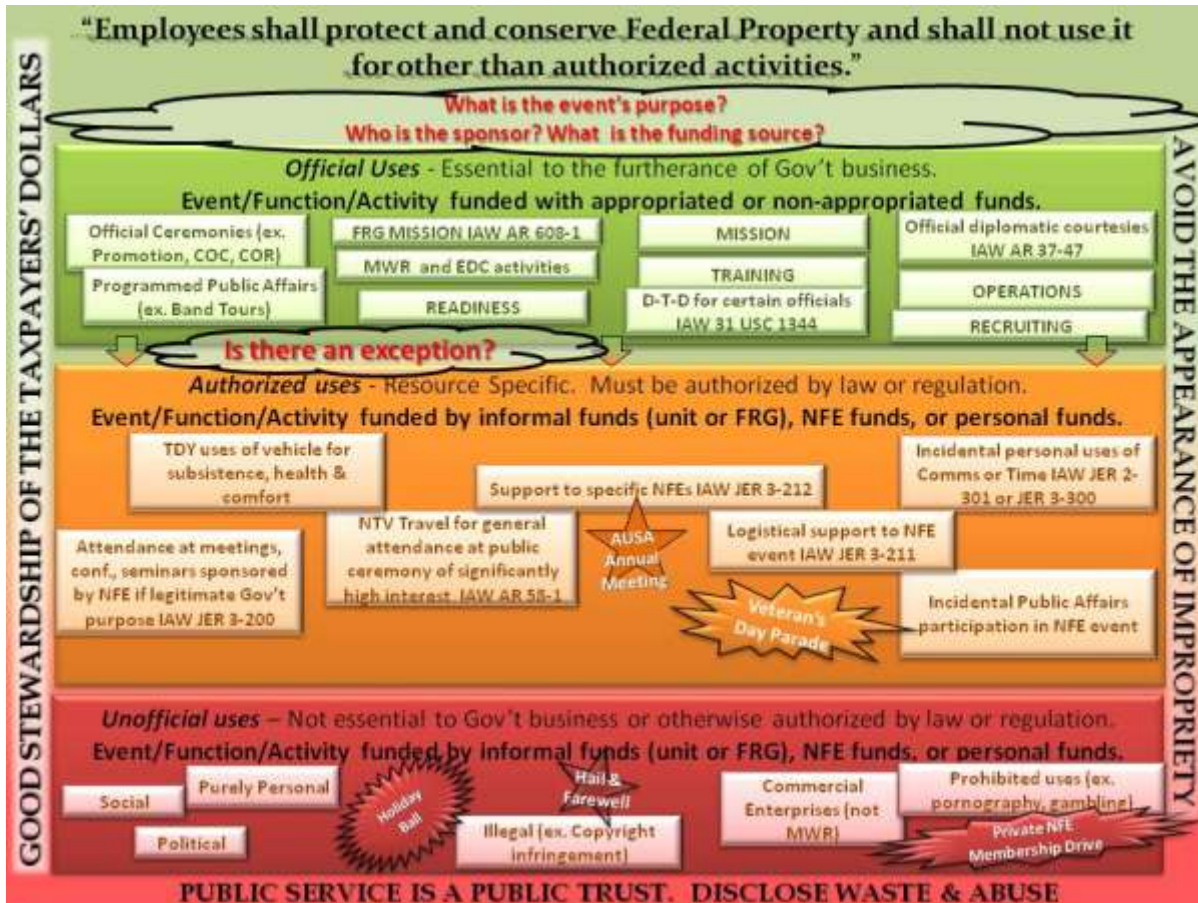 “Employees shall protect and conserve Federal Property and shall not use it
for other than authorized activities.”
GOOD STEWARDSHIP OF THE TAXPAYERS’ DOLLARS
AVOID THE APPEARANCE OF IMPROPRIETY
What is the event’s purpose?
Who is the sponsor? What is the funding source?
Official Uses - Essential to the furtherance of Gov’t business.
Event/Function/Activity funded with appropriated or non-appropriated funds.
Official Ceremonies (ex.
Promotion, COC, COR)
Programmed Public Affairs
(ex. Band Tours)
FRG MISSION IAW AR 608-1
MWR and EDC activities
READINESS
MISSION
TRAINING
D-T-D for certain officials
IAW 31 USC 1344
Official diplomatic courtesies
IAW AR 37-47
OPERATIONS
RECRUITING
Is there an exception?
Authorized uses - Resource Specific. Must be authorized by law or regulation.
Event/Function/Activity funded by informal funds (unit or FRG), NFE funds, or personal funds.
TDY uses of vehicle for
subsistence, health &
comfort
Attendance at meetings,
conf., seminars sponsored
by NFE if legitimate Gov’t
purpose IAW JER 3-200
NTV Travel for general
attendance at public
ceremony of significantly
high interest IAW AR 58-1
Support to specific NFEs IAW JER 3-212
AUSA
Annual
Meeting
Logistical support to NFE
event IAW JER 3-211
Veteran’s
Day Parade
Incidental personal uses of
Comms or Time IAW JER 2-
301 or JER 3-300
Incidental Public Affairs
participation in NFE event
Unofficial uses – Not essential to Gov’t business or otherwise authorized by law or regulation.
Event/Function/Activity funded by informal funds (unit or FRG), NFE funds, or personal funds.
Social
Purely Personal
Political
Holiday
Ball
Hail &
Farewell
Illegal (ex. Copyright
infringement)
Commercial
Enterprises (not
MWR)
Prohibited uses (ex.
pornography, gambling)
Private NFE
Membership Drive
PUBLIC SERVICE IS A PUBLIC TRUST. DISCLOSE WASTE & ABUSE